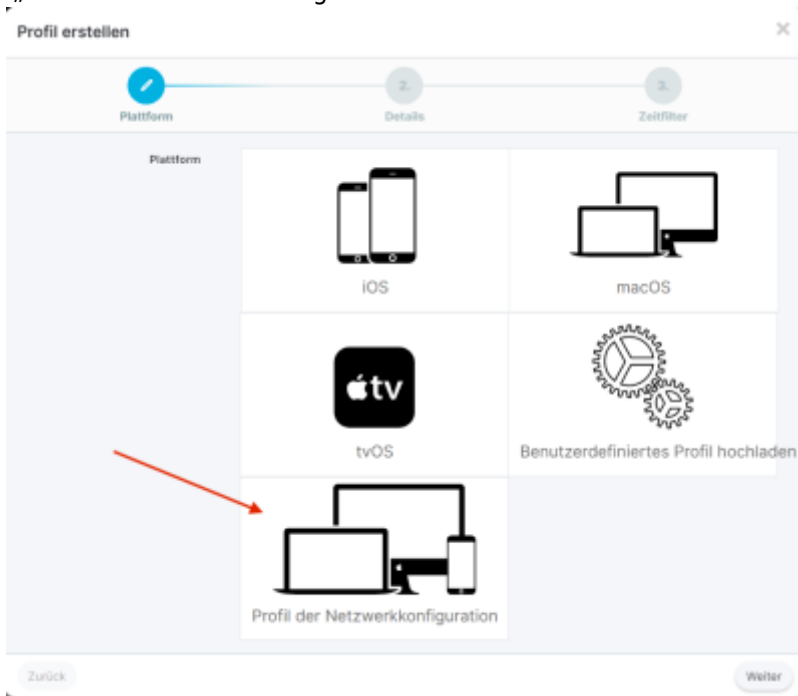 Profil erstellen
2.
3.
Plattform
Details
Zeitfilter
Plattform
iOS
macOS
tv
tvOS
Benutzerdefiniertes Profil hochladen
Profil der Netzwerkkonfiguration
Zurück
Weiter